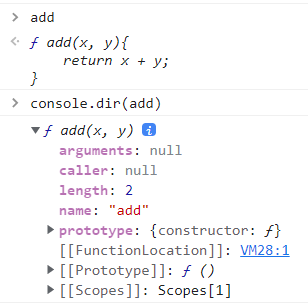 > add
<· ƒ add(x, y){
    return x + y;
}
> console.dir(add)
▼ƒ add(x, y) i
arguments: null
caller: null
length: 2
name: "add"
▶ prototype: {constructor: ƒ}
[[FunctionLocation]]: VM28:1
▶ [[Prototype]]: ƒ ()
▶ [[Scopes]]: Scopes[1]